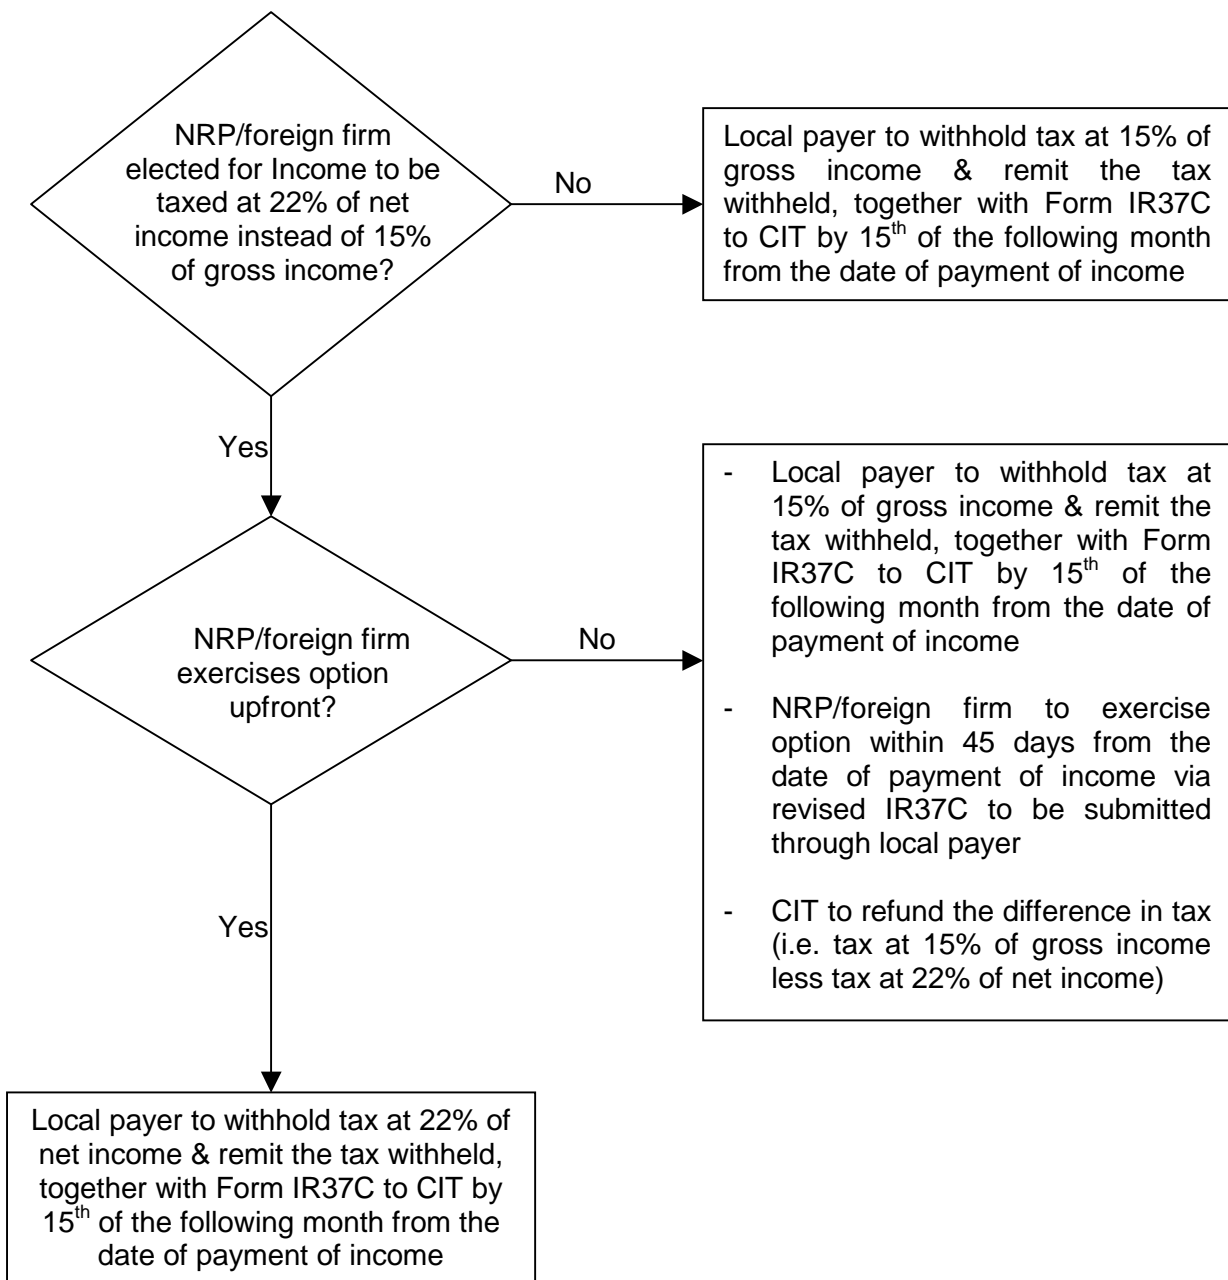 NRP/foreign firm
elected for Income to be
taxed at 22% of net
income instead of 15%
of gross income?
No
Local payer to withhold tax at 15% of
gross income & remit the tax
withheld, together with Form IR37C
to CIT by 15th of the following month
from the date of payment of income
Yes
NRP/foreign firm
exercises option
upfront?
No
- Local payer to withhold tax at
15% of gross income & remit the
tax withheld, together with Form
IR37C to CIT by 15th of the
following month from the date of
payment of income
- NRP/foreign firm to exercise
option within 45 days from the
date of payment of income via
revised IR37C to be submitted
through local payer
- CIT to refund the difference in tax
(i.e. tax at 15% of gross income
less tax at 22% of net income)
Yes
Local payer to withhold tax at 22% of
net income & remit the tax withheld,
together with Form IR37C to CIT by
15th of the following month from the
date of payment of income